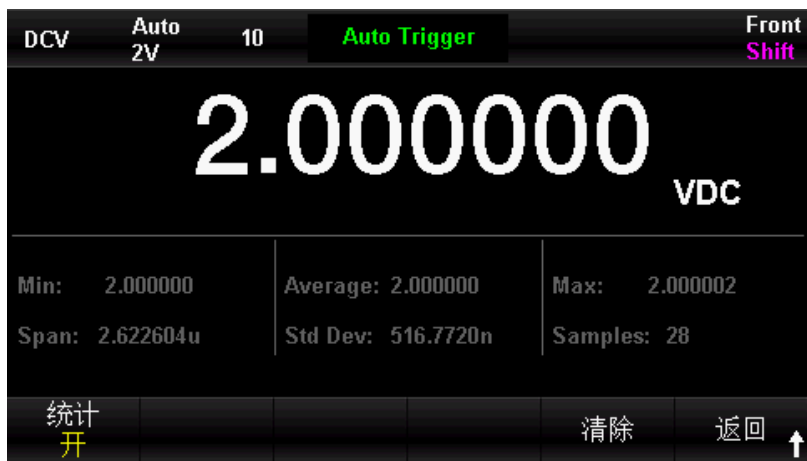 DCV Auto 10 Auto Trigger Front
2V Shift
2.000000 VDC
Min: 2.000000 Average: 2.000000 Max: 2.000002
Span: 2.622604u Std Dev: 516.7720n Samples: 28
统计 清除 返回
开